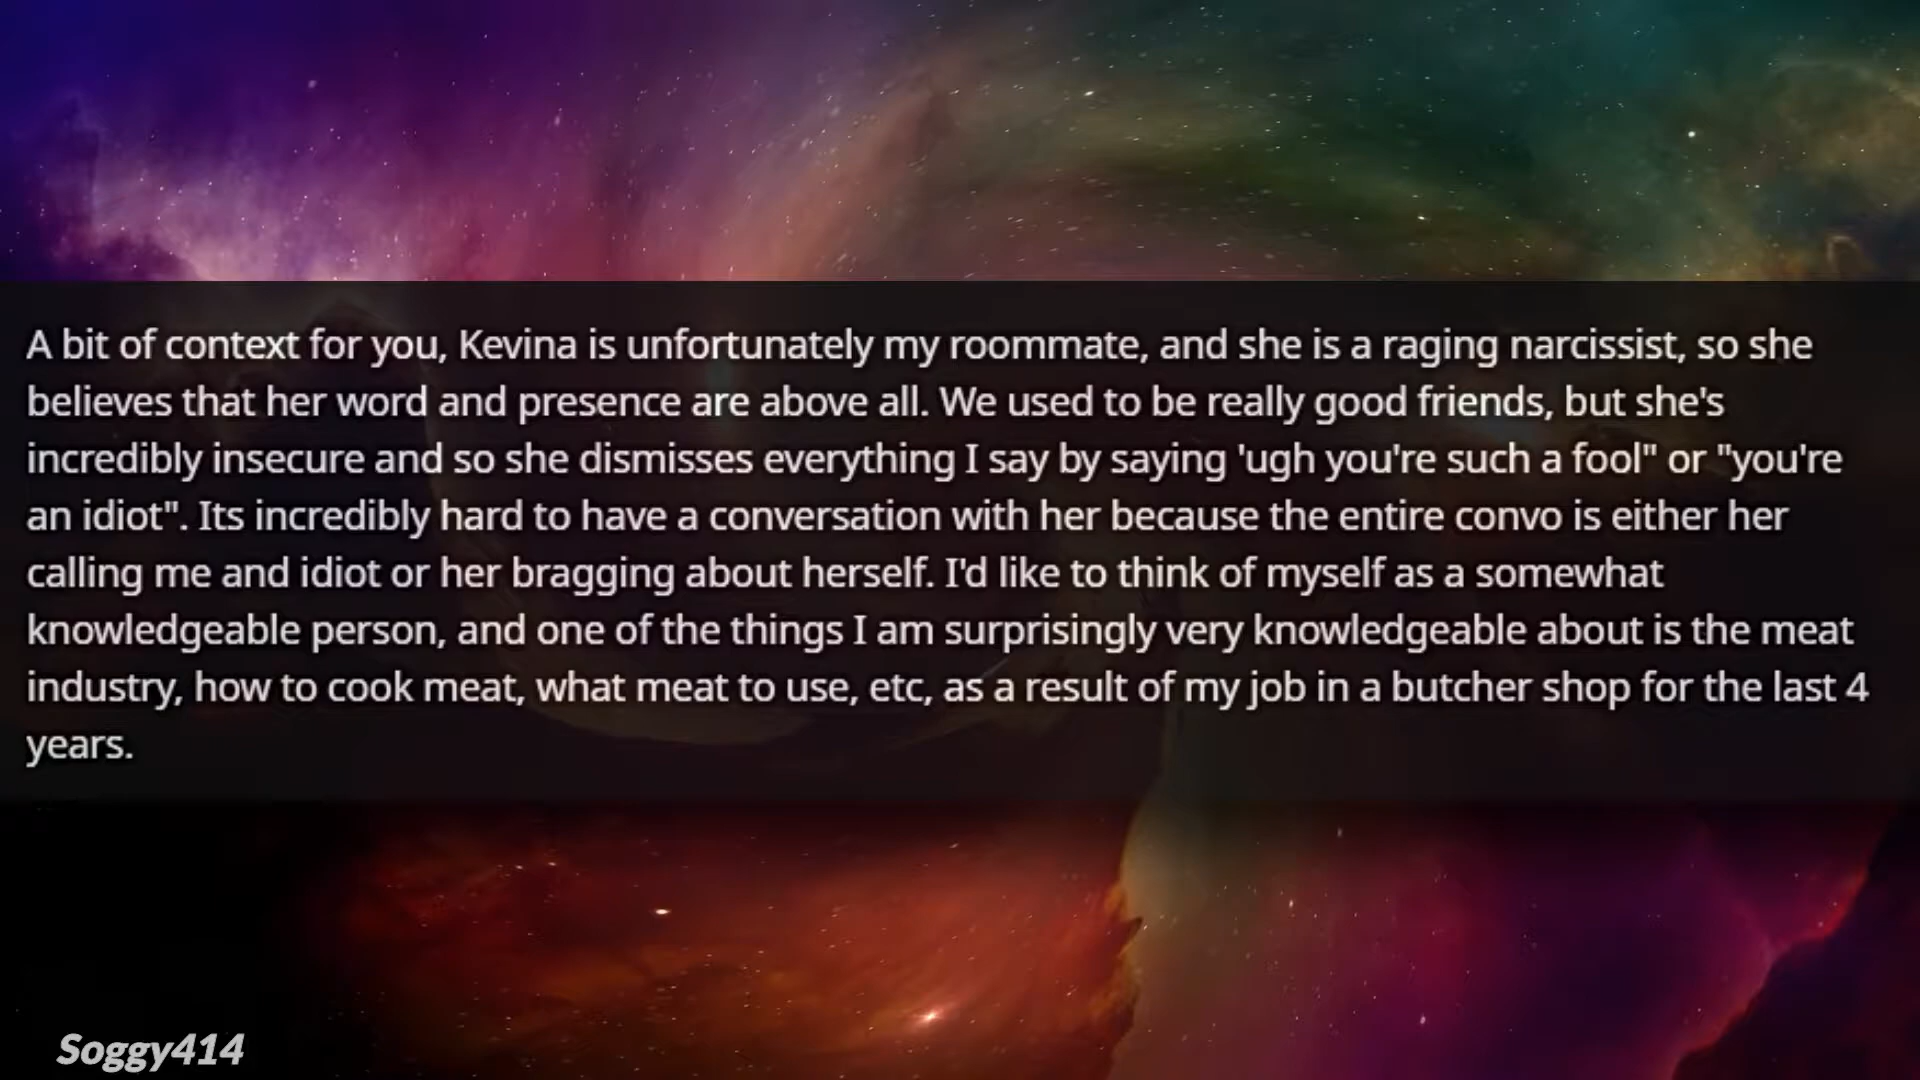 A bit of context for you, Kevina is unfortunately my roommate, and she is a raging narcissist, so she
believes that her word and presence are above all. We used to be really good friends, but she's
incredibly insecure and so she dismisses everything I say by saying 'ugh you're such a fool" or "you're
an idiot". Its incredibly hard to have a conversation with her because the entire convo is either her
calling me and idiot or her bragging about herself. I'd like to think of myself as a somewhat
knowledgeable person, and one of the things I am surprisingly very knowledgeable about is the meat
industry, how to cook meat, what meat to use, etc, as a result of my job in a butcher shop for the last 4
years.
Soggy414